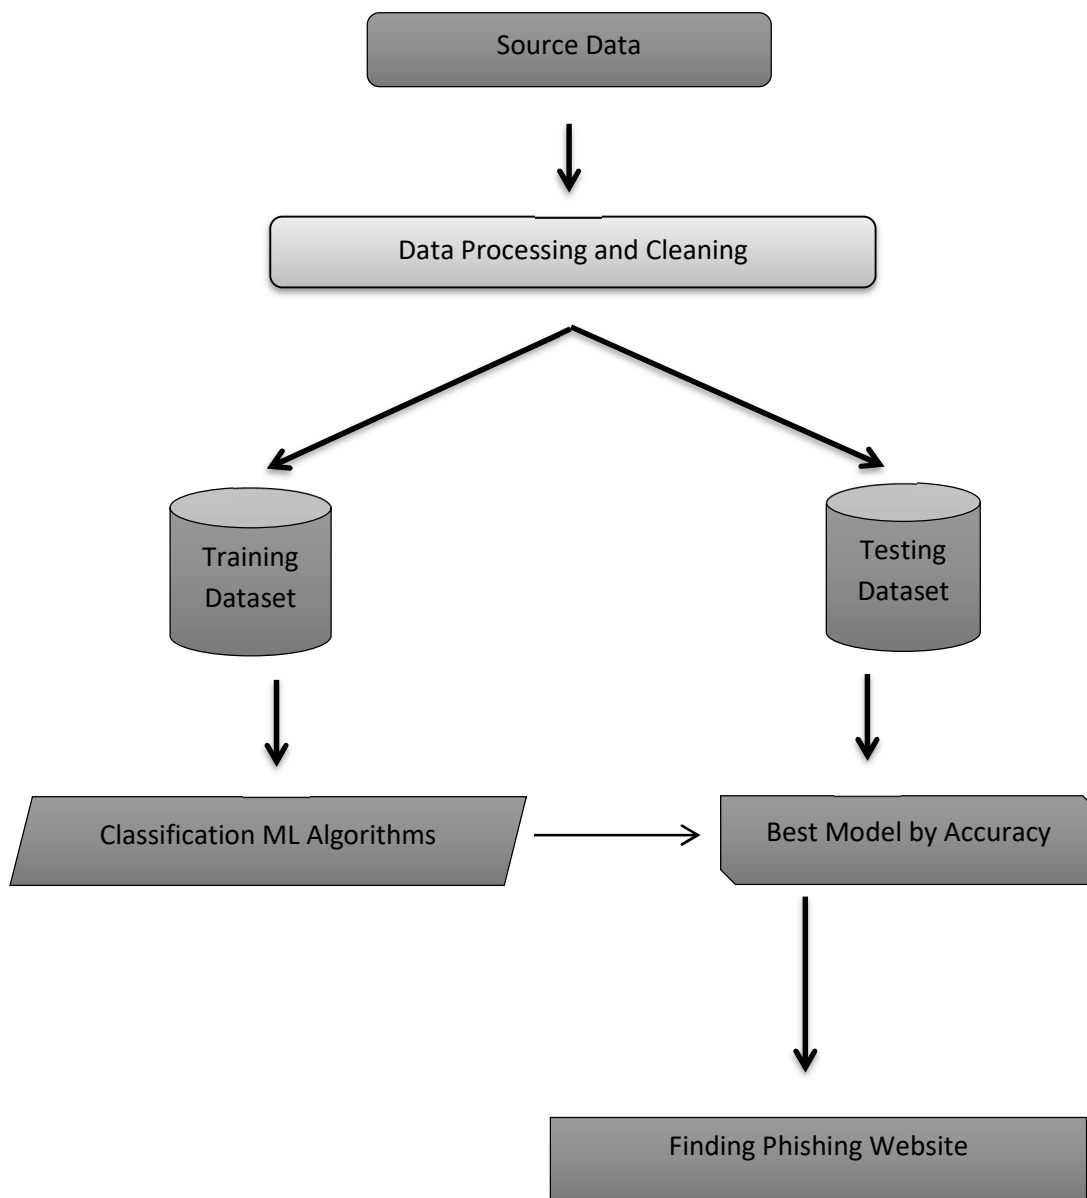 Source Data
Data Processing and Cleaning
Training
Dataset
Testing
Dataset
Classification ML Algorithms
Best Model by Accuracy
Finding Phishing Website